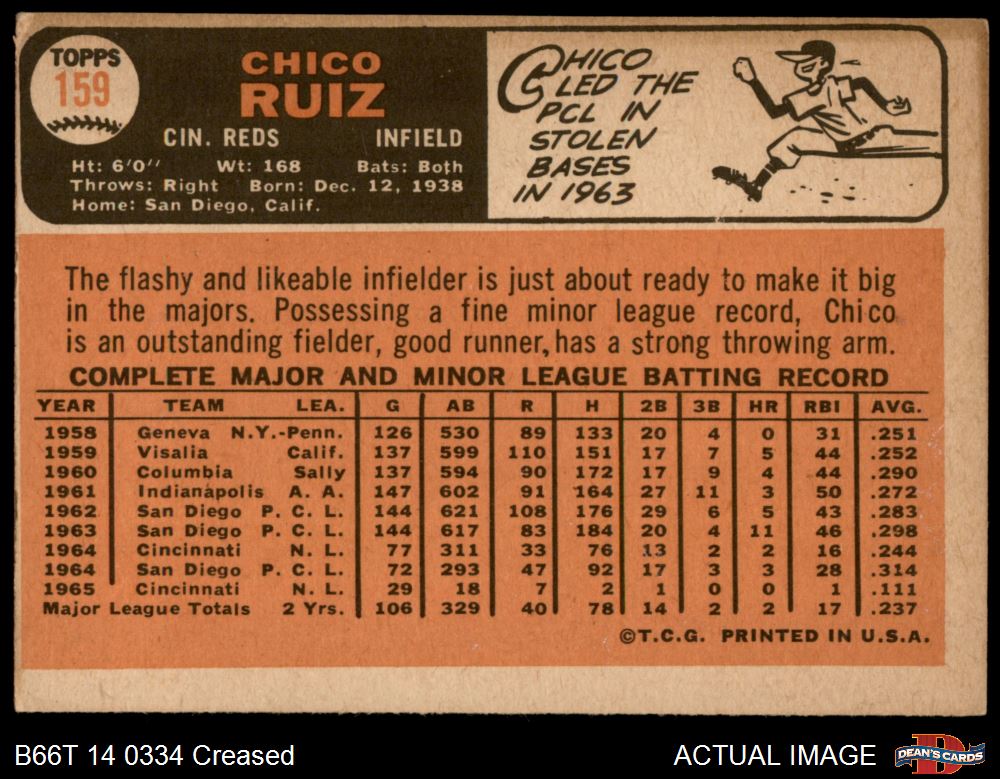 TOPPS
159
CHICO
RUIZ
CIN. REDS INFIELD
Ht: 6'0" Wt: 168 Bats: Both
Throws: Right Born: Dec. 12, 1938
Home: San Diego, Calif.
CHICO
LED THE
PCL IN
STOLEN
BASES
IN 1963
The flashy and likeable infielder is just about ready to make it big
in the majors. Possessing a fine minor league record, Chico
is an outstanding fielder, good runner, has a strong throwing arm.
COMPLETE MAJOR AND MINOR LEAGUE BATTING RECORD
YEAR TEAM LEA. G AB R H 2B 3B HR RBI AVG.
1958 Geneva N.Y.-Penn. 126 530 89 133 20 4 0 31 .251
1959 Visalia Calif. 137 599 110 151 17 7 5 44 .252
1960 Columbia Sally 137 594 90 172 17 9 4 44 .290
1961 Indianapolis A. A. 147 602 91 164 27 11 3 50 .272
1962 San Diego P. C. L. 144 621 108 176 29 6 5 43 .283
1963 San Diego P. C. L. 144 617 83 184 20 4 11 46 .298
1964 Cincinnati N. L. 77 311 33 76 13 2 2 16 .244
1964 San Diego P. C. L. 72 293 47 92 17 3 3 28 .314
1965 Cincinnati N. L. 29 18 7 2 1 0 0 1 .111
Major League Totals 2 Yrs. 106 329 40 78 14 2 2 17 .237
©T.C.G. PRINTED IN U.S.A.
B66T 14 0334 Creased
ACTUAL IMAGE
DEAN'S CARDS